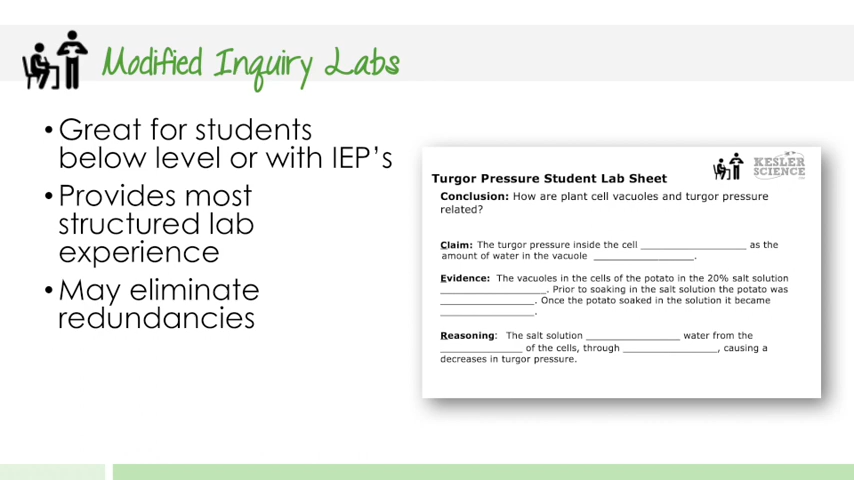 Modified Inquiry Labs
• Great for students
below level or with IEP’s
• Provides most
structured lab
experience
• May eliminate
redundancies
KESLER
SCIENCE
Turgor Pressure Student Lab Sheet
Conclusion: How are plant cell vacuoles and turgor pressure
related?
Claim: The turgor pressure inside the cell ____________________ as the
amount of water in the vacuole ___________________.
Evidence: The vacuoles in the cells of the potato in the 20% salt solution
____________________. Prior to soaking in the salt solution the potato was
__________________. Once the potato soaked in the solution it became
__________________.
Reasoning: The salt solution __________________ water from the
________________ of the cells, through __________________, causing a
decreases in turgor pressure.